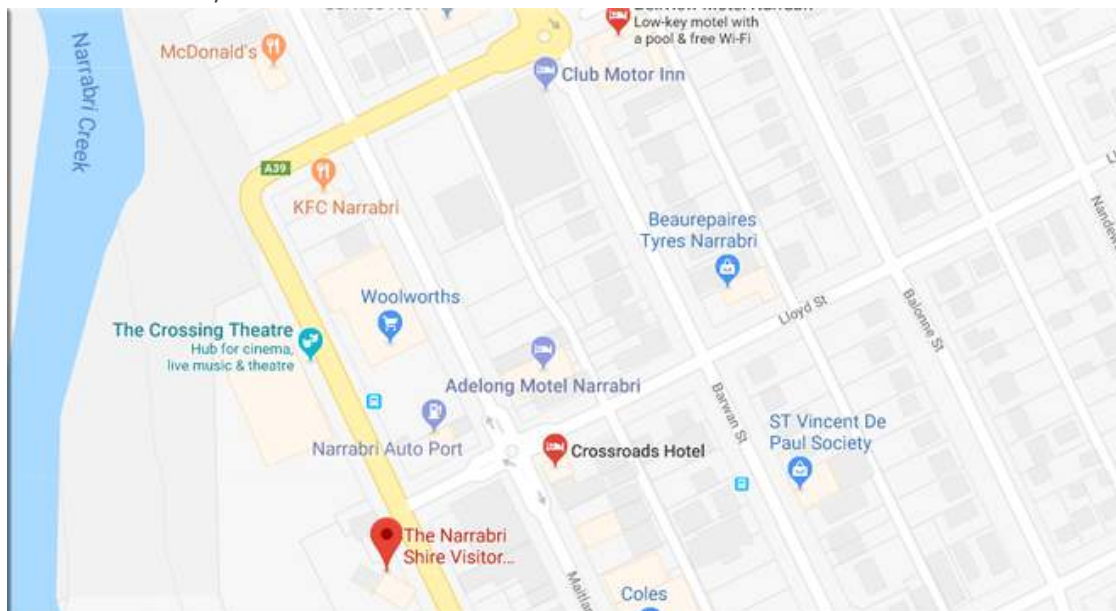 Low-key motel with
a pool & free Wi-Fi
McDonald's
Club Motor Inn
Narrabri Creek
A39
KFC Narrabri
Beaurepaires
Tyres Narrabri
Woolworths
Lloyd St
Balonne St
The Crossing Theatre
Hub for cinema,
live music & theatre
Adelong Motel Narrabri
Barwan St
Narrabri Auto Port
Crossroads Hotel
ST Vincent De
Paul Society
The Narrabri
Shire Visitor...
Maitlan
Coles
Nandew